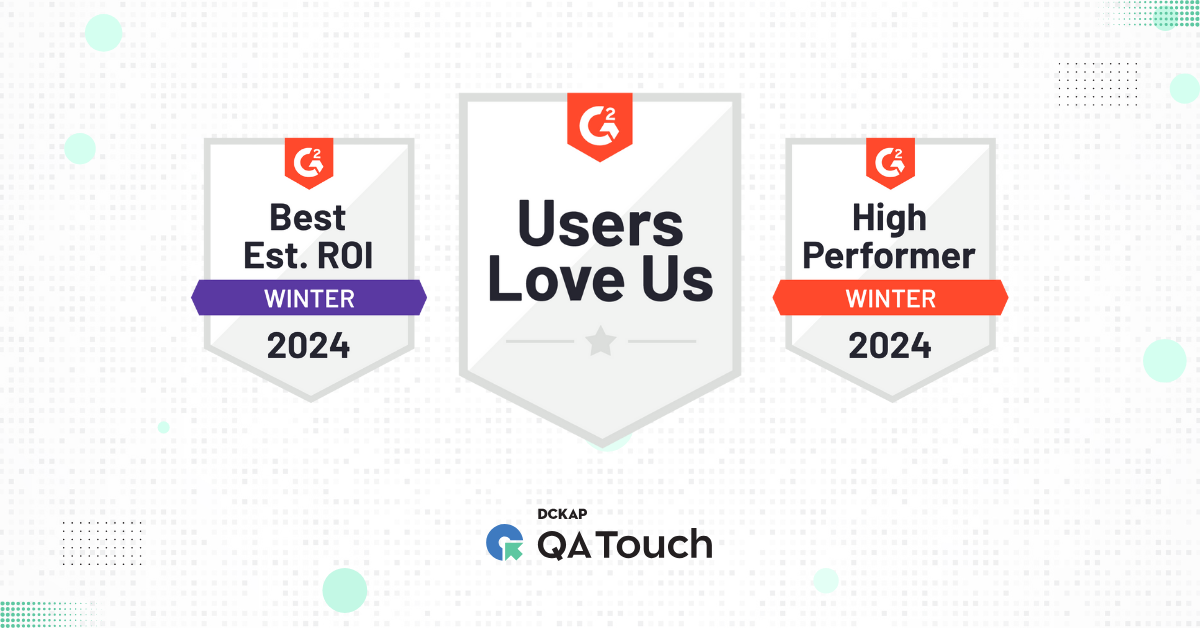 G2
Best
Est. ROI
WINTER
2024
G2
Users
Love Us
G2
High
Performer
WINTER
2024
DCKAP
QA Touch